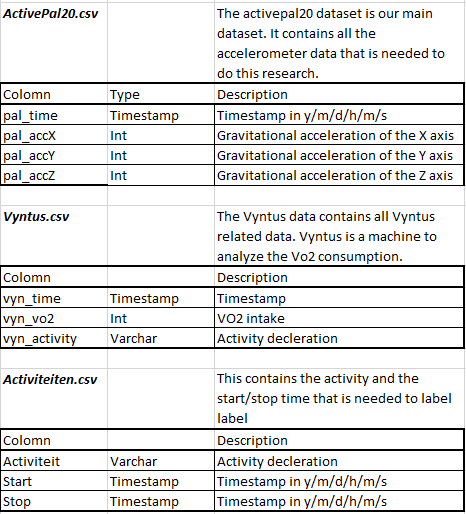 ActivePal20.csv The activepal20 dataset is our main
dataset. It contains all the
accelerometer data that is needed to
do this research.
Colomn Type Description
pal_time Timestamp Timestamp in y/m/d/h/m/s
pal_accX Int Gravitational acceleration of the X axis
pal_accY Int Gravitational acceleration of the Y axis
pal_accZ Int Gravitational acceleration of the Z axis
Vyntus.csv The Vyntus data contains all Vyntus
related data. Vyntus is a machine to
analyze the Vo2 consumption.
Colomn Description
vyn_time Timestamp Timestamp
vyn_vo2 Int VO2 intake
vyn_activity Varchar Activity decleration
Activiteiten.csv This contains the activity and the
start/stop time that is needed to label
label
Colomn Description
Activiteit Varchar Activity decleration
Start Timestamp Timestamp in y/m/d/h/m/s
Stop Timestamp Timestamp in y/m/d/h/m/s